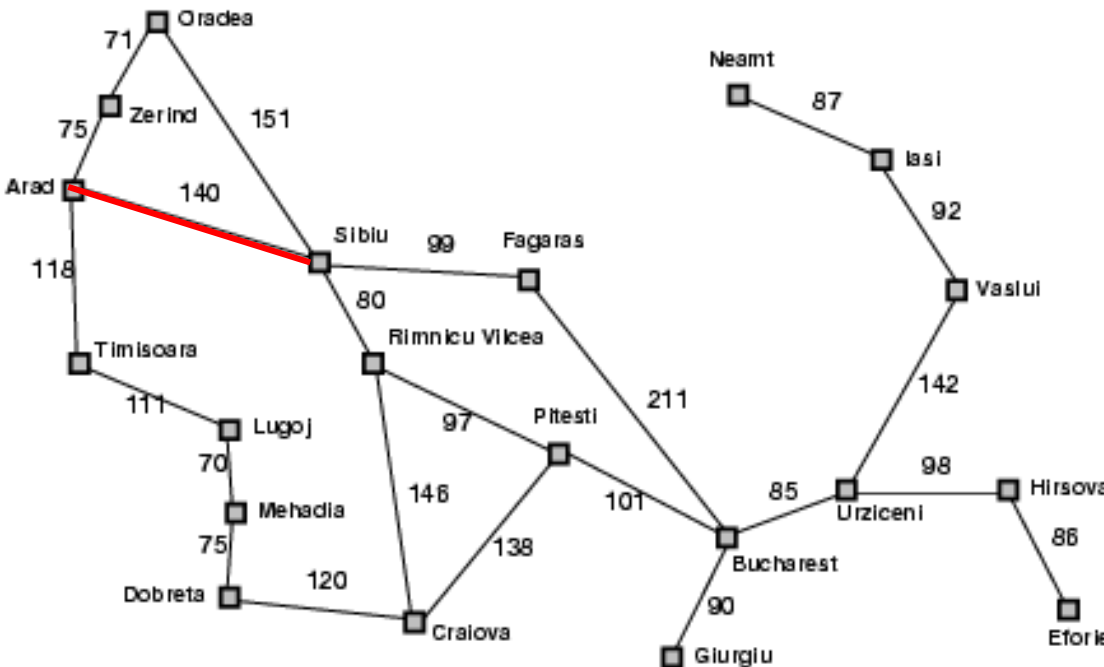 Oradea
71
Neamt
87
Zerind
75
151
Iasi
Arad
140
92
Sibiu
99
Fagaras
118
80
Vaslui
Rimnicu Vilcea
Timisoara
142
111
211
Lugoj
97
Pitesti
70
98
146
101
85
Hirsova
Mehadia
Urziceni
86
75
138
Bucharest
120
Dobreta
90
Craiova
Eforie
Giurgiu